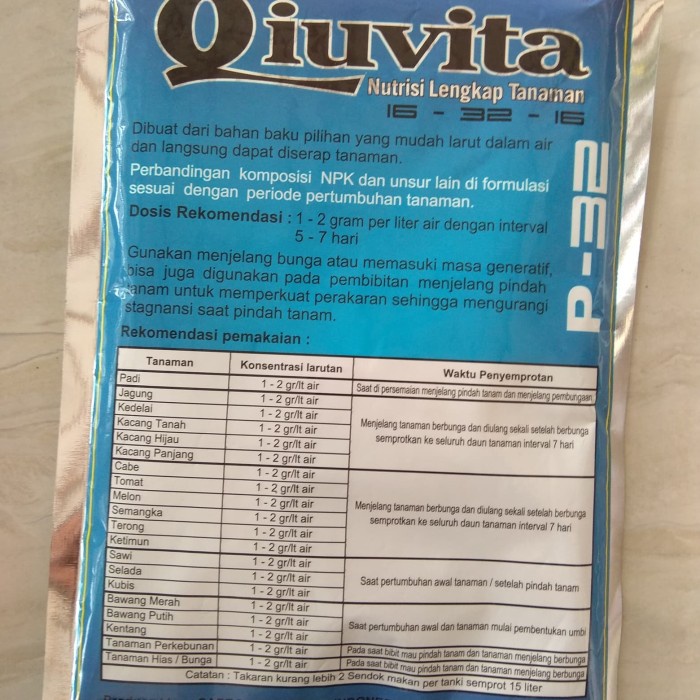 Qiuvita
Nutrisi Lengkap Tanaman
16 - 32 - 16
Dibuat dari bahan baku pilihan yang mudah larut dalam air
dan langsung dapat diserap tanaman.
Perbandingan komposisi NPK dan unsur lain di formulasi
sesuai dengan periode pertumbuhan tanaman.
Dosis Rekomendasi : 1 - 2 gram per liter air dengan interval
5 - 7 hari
Gunakan menjelang bunga atau memasuki masa generatif,
bisa juga digunakan pada pembibitan menjelang pindah
tanam untuk memperkuat perakaran sehingga mengurangi
stagnansi saat pindah tanam.
P-32
Rekomendasi pemakaian :
Tanaman Konsentrasi larutan Waktu Penyemprotan
Padi 1 - 2 gr/lt air Saat di persemaian menjelang pindah tanam dan menjelang pembungaan
Jagung 1 - 2 gr/lt air
Kedelai 1 - 2 gr/lt air
Kacang Tanah 1 - 2 gr/lt air
Kacang Hijau 1 - 2 gr/lt air
Kacang Panjang 1 - 2 gr/lt air
Menjelang tanaman berbunga dan diulang sekali setelah berbunga
semprotkan ke seluruh daun tanaman interval 7 hari
Cabe 1 - 2 gr/lt air
Tomat 1 - 2 gr/lt air
Melon 1 - 2 gr/lt air
Semangka 1 - 2 gr/lt air
Terong 1 - 2 gr/lt air
Ketimun 1 - 2 gr/lt air
Menjelang tanaman berbunga dan diulang sekali setelah berbunga
semprotkan ke seluruh daun tanaman interval 7 hari
Sawi 1 - 2 gr/lt air
Selada 1 - 2 gr/lt air
Kubis 1 - 2 gr/lt air
Saat pertumbuhan awal tanaman / setelah pindah tanam
Bawang Merah 1 - 2 gr/lt air
Bawang Putih 1 - 2 gr/lt air
Kentang 1 - 2 gr/lt air
Saat pertumbuhan awal dan tanaman mulai pembentukan umbi
Tanaman Perkebunan 1 - 2 gr/lt air Pada saat bibit mau pindah tanam dan tanaman menjelang berbunga
Tanaman Hias / Bunga 1 - 2 gr/lt air Pada saat bibit mau pindah tanam dan tanaman menjelang berbunga
Catatan : Takaran kurang lebih 2 Sendok makan per tanki semprot 15 liter